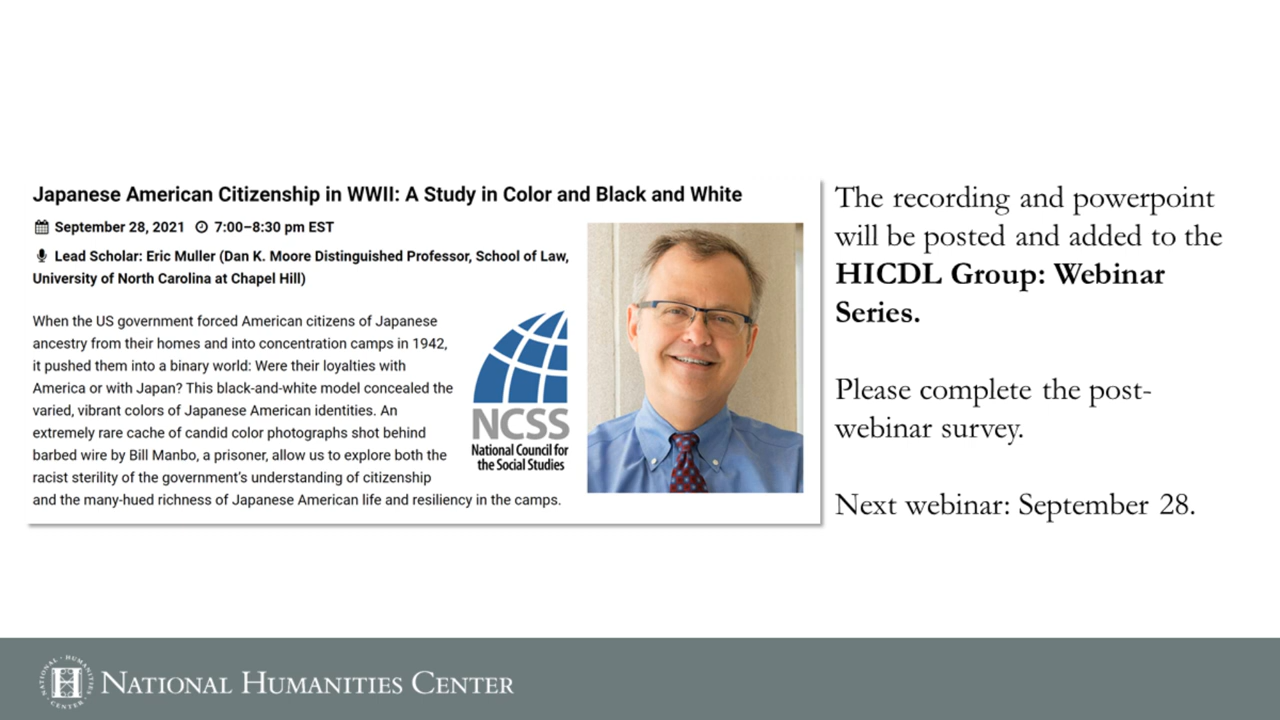 Japanese American Citizenship in WWII: A Study in Color and Black and White
September 28, 2021 7:00–8:30 pm EST
Lead Scholar: Eric Muller (Dan K. Moore Distinguished Professor, School of Law,
University of North Carolina at Chapel Hill)
When the US government forced American citizens of Japanese
ancestry from their homes and into concentration camps in 1942,
it pushed them into a binary world: Were their loyalties with
America or with Japan? This black-and-white model concealed the
varied, vibrant colors of Japanese American identities. An
extremely rare cache of candid color photographs shot behind
barbed wire by Bill Manbo, a prisoner, allow us to explore both the
racist sterility of the government's understanding of citizenship
and the many-hued richness of Japanese American life and resiliency in the camps.
NCSS
National Council for
the Social Studies
The recording and powerpoint
will be posted and added to the
HICDL Group: Webinar
Series.
Please complete the post-
webinar survey.
Next webinar: September 28.
NATIONAL · HUMANITIES · CENTER
H
NATIONAL HUMANITIES CENTER